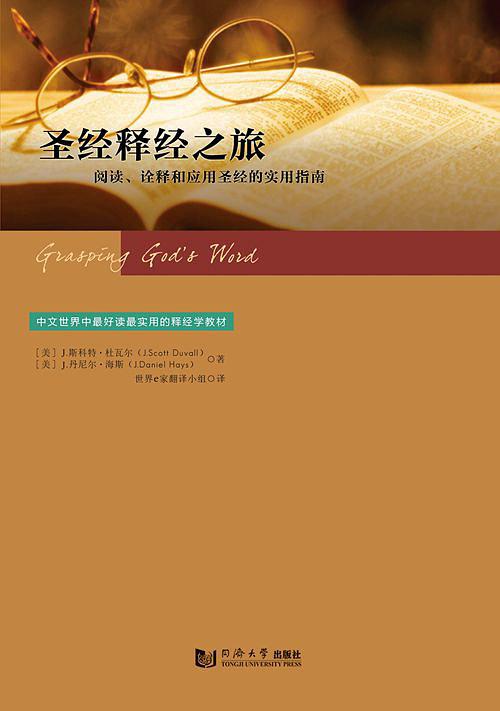 圣经释经之旅
阅读、诠释和应用圣经的实用指南
Grasping God's Word
中文世界中最好读最实用的释经学教材
[美] J.斯科特·杜瓦尔（J.Scott Duvall）
[美] J.丹尼尔·海斯（J.Daniel Hays）
◎著
世界e家翻译小组◎译
同济大学出版社
TONGJI UNIVERSITY PRESS